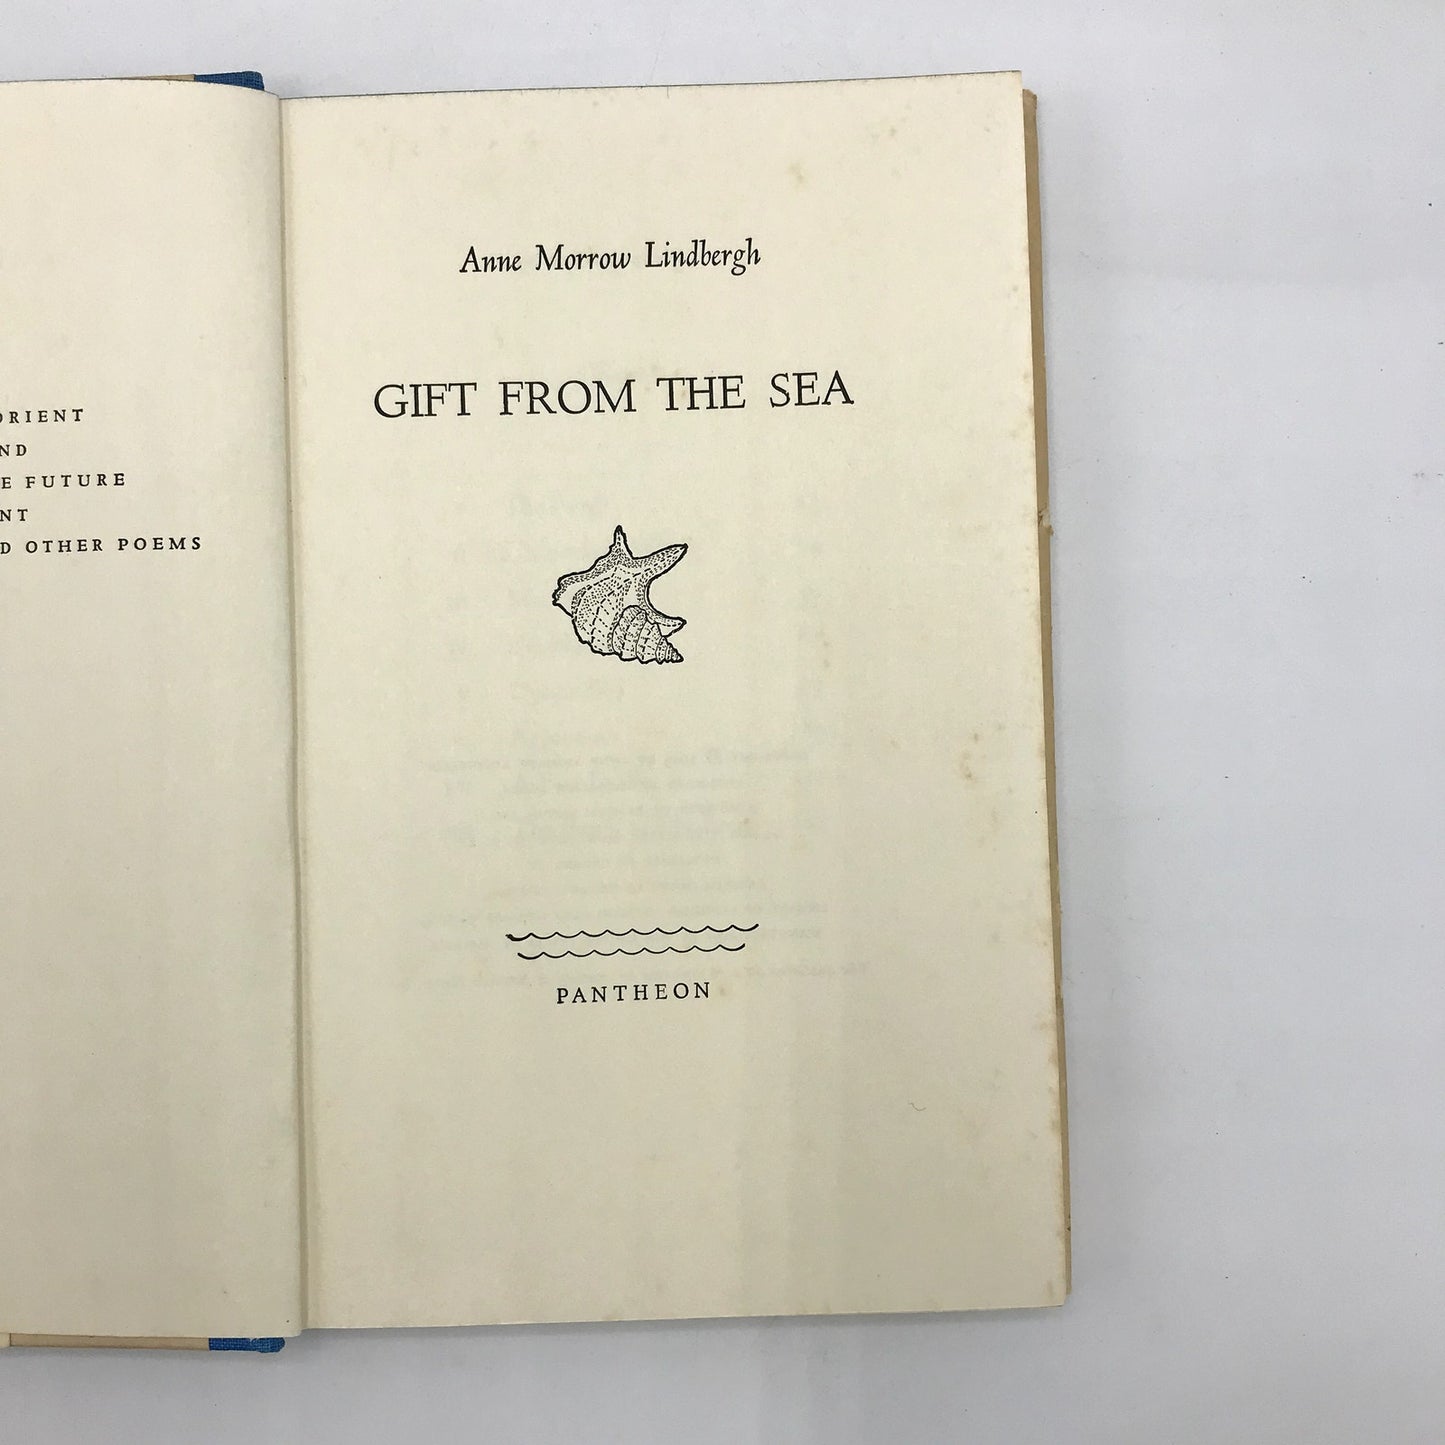 ORIENT
ND
E FUTURE
NT
D OTHER POEMS
Anne Morrow Lindbergh
GIFT FROM THE SEA
PANTHEON